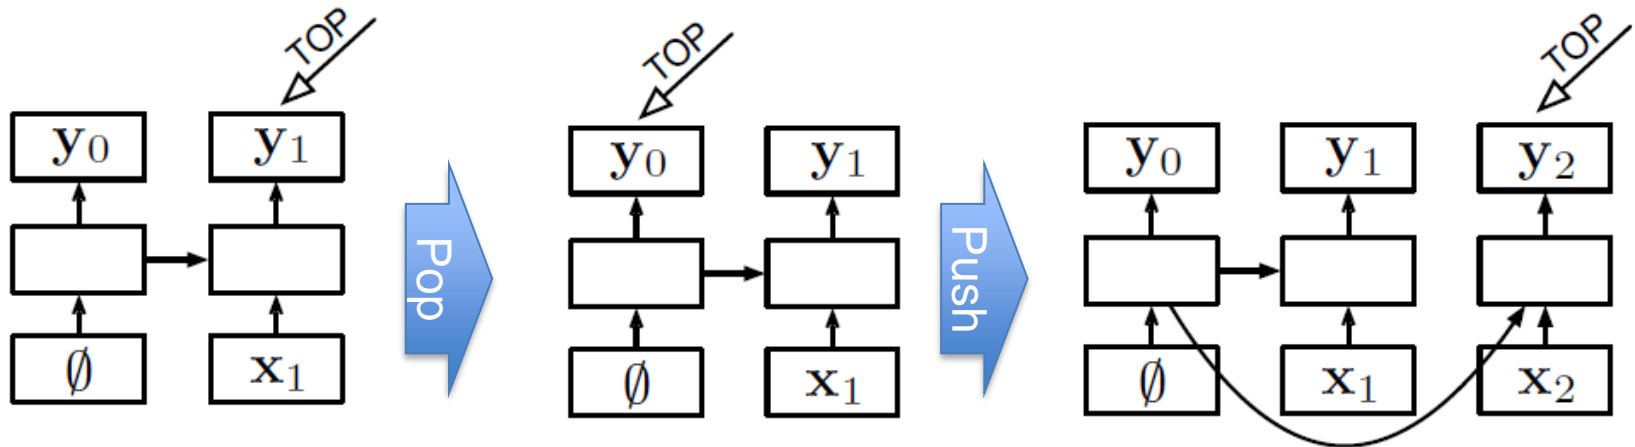 TOP
y₀ y₁
∅ x₁
Pop
TOP
y₀ y₁
∅ x₁
Push
TOP
y₀ y₁ y₂
∅ x₁ x₂